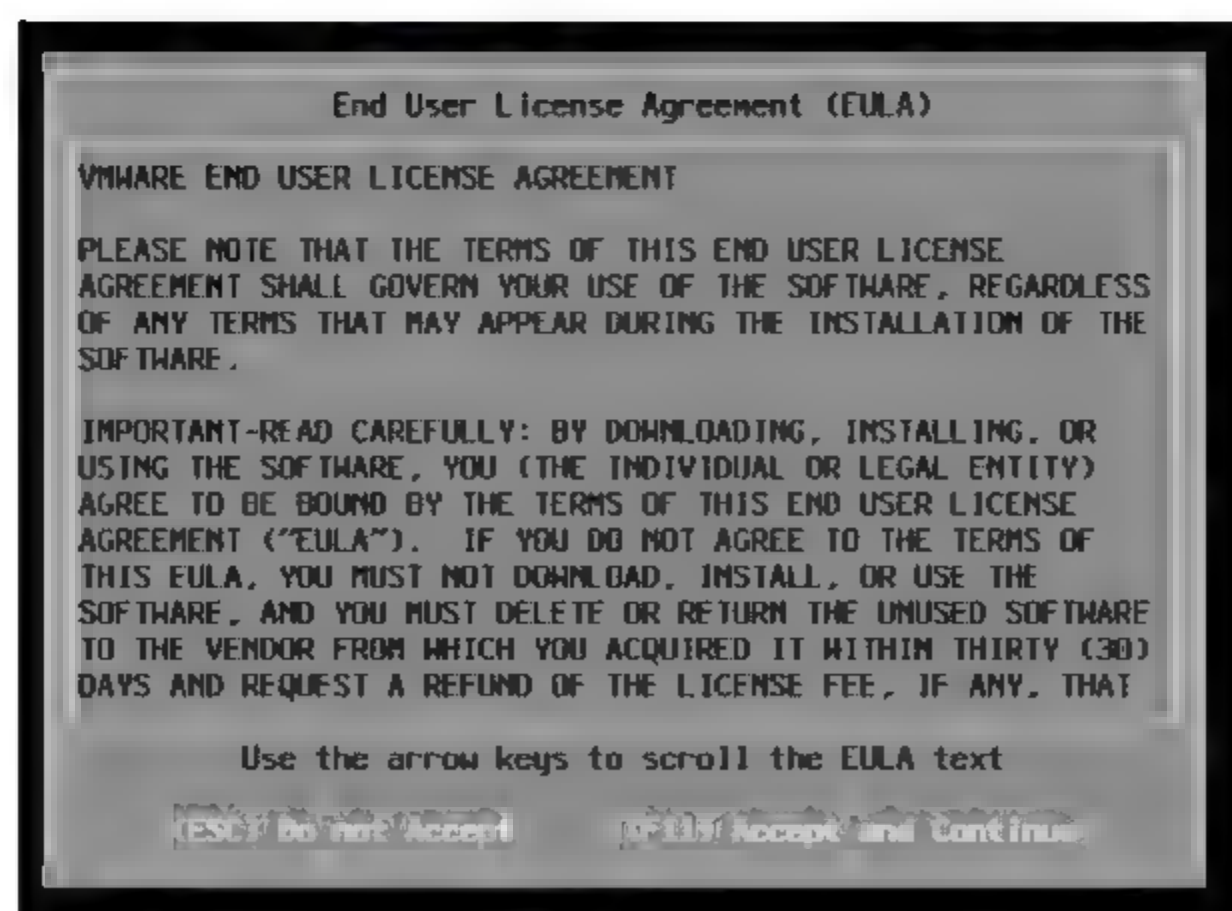 End User License Agreement (EULA)
VMWARE END USER LICENSE AGREEMENT
PLEASE NOTE THAT THE TERMS OF THIS END USER LICENSE
AGREEMENT SHALL GOVERN YOUR USE OF THE SOFTWARE, REGARDLESS
OF ANY TERMS THAT MAY APPEAR DURING THE INSTALLATION OF THE
SOFTWARE.
IMPORTANT-READ CAREFULLY: BY DOWNLOADING, INSTALLING, OR
USING THE SOFTWARE, YOU (THE INDIVIDUAL OR LEGAL ENTITY)
AGREE TO BE BOUND BY THE TERMS OF THIS END USER LICENSE
AGREEMENT ("EULA").  IF YOU DO NOT AGREE TO THE TERMS OF
THIS EULA, YOU MUST NOT DOWNLOAD, INSTALL, OR USE THE
SOFTWARE, AND YOU MUST DELETE OR RETURN THE UNUSED SOFTWARE
TO THE VENDOR FROM WHICH YOU ACQUIRED IT WITHIN THIRTY (30)
DAYS AND REQUEST A REFUND OF THE LICENSE FEE, IF ANY, THAT
Use the arrow keys to scroll the EULA text
(ESC) Do not Accept (F11) Accept and Continue